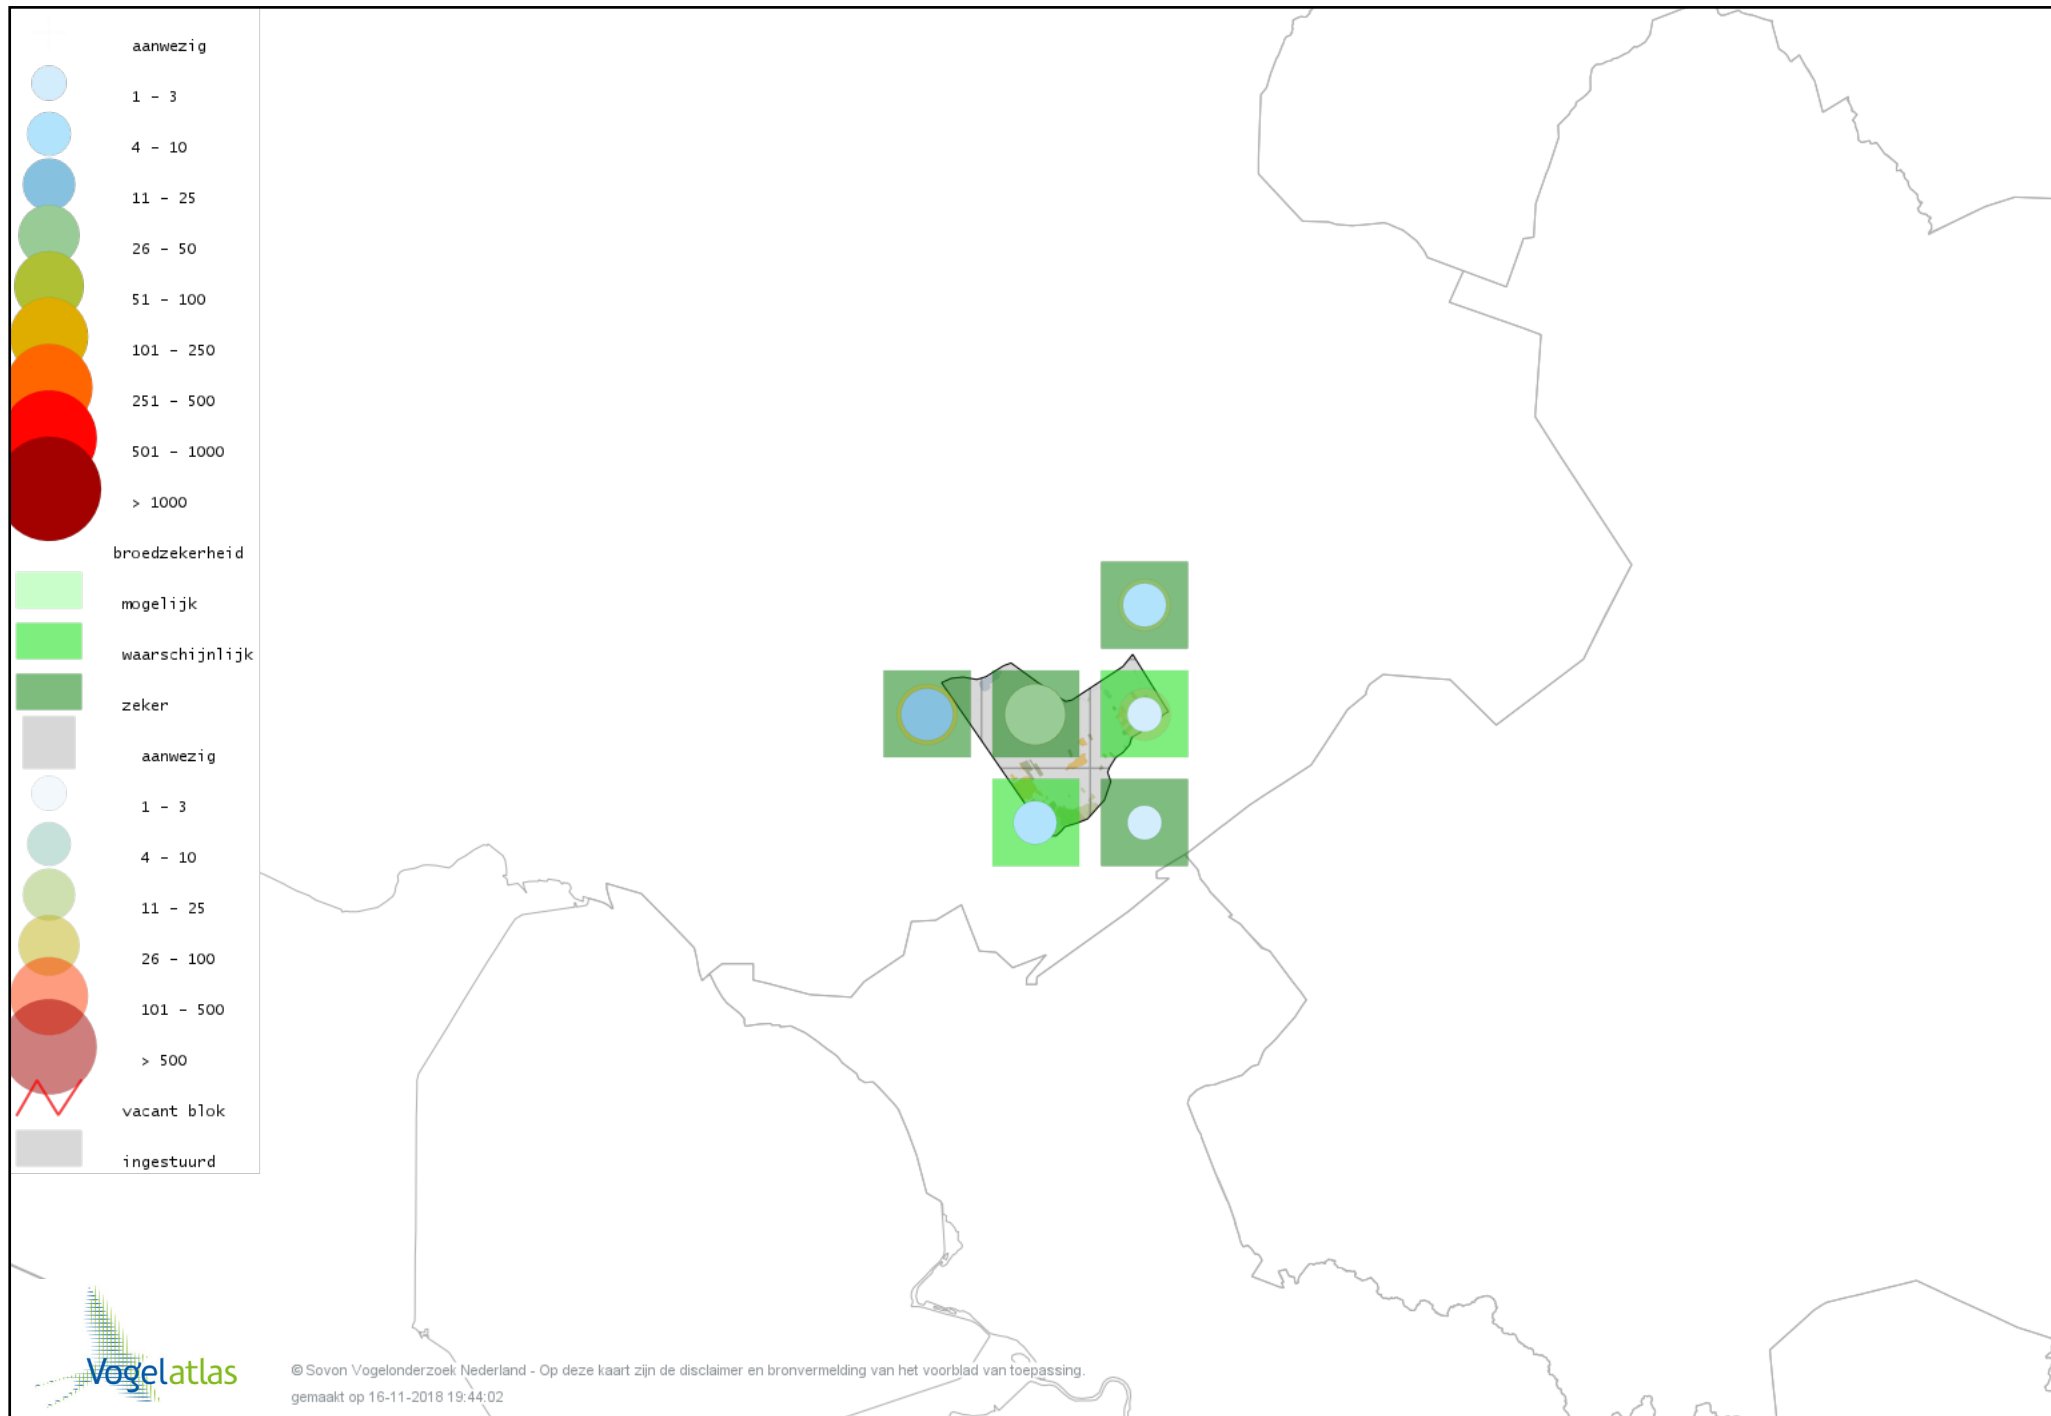 aanwezig
1 - 3
4 - 10
11 - 25
26 - 50
51 - 100
101 - 250
251 - 500
501 - 1000
> 1000
broedzekerheid
mogelijk
waarschijnlijk
zeker
aanwezig
1 - 3
4 - 10
11 - 25
26 - 100
101 - 500
> 500
vacant blok
ingestuurd
Vogelatlas
© Sovon Vogelonderzoek Nederland - Op deze kaart zijn de disclaimer en bronvermelding van het voorblad van toepassing.
gemaakt op 16-11-2018 19:44:02